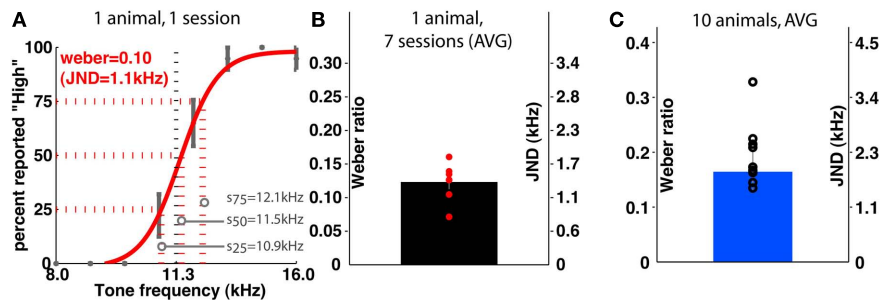 A
1 animal, 1 session
percent reported "High"
100
75
50
25
0
weber=0.10
(JND=1.1kHz)
s75=12.1kHz
s50=11.5kHz
s25=10.9kHz
8.0
11.3
16.0
Tone frequency (kHz)
B
1 animal,
7 sessions (AVG)
Weber ratio
0.30
0.25
0.20
0.15
0.10
0.05
0
JND (kHz)
3.4
2.8
2.3
1.7
1.1
0.6
0
C
10 animals, AVG
Weber ratio
0.4
0.3
0.2
0.1
0
JND (kHz)
4.5
3.4
2.3
1.1
0